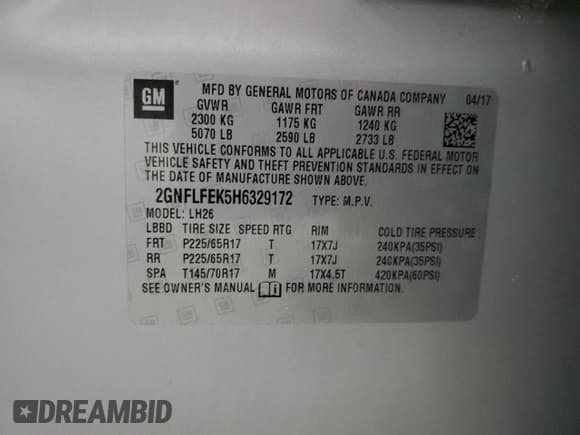 GM
MFD BY GENERAL MOTORS OF CANADA COMPANY 04/17
GVWR GAWR FRT GAWR RR
2300 KG 1175 KG 1240 KG
5070 LB 2590 LB 2733 LB
THIS VEHICLE CONFORMS TO ALL APPLICABLE U.S. FEDERAL MOTOR
VEHICLE SAFETY AND THEFT PREVENTION STANDARDS IN EFFECT ON
THE DATE OF MANUFACTURE SHOWN ABOVE.
2GNFLFEK5H6329172 TYPE: M.P.V.
MODEL: LH26
LBBD TIRE SIZE SPEED RTG RIM COLD TIRE PRESSURE
FRT P225/65R17 T 17X7J 240KPA(35PSI)
RR P225/65R17 T 17X7J 240KPA(35PSI)
SPA T145/70R17 M 17X4.5T 420KPA(60PSI)
SEE OWNER'S MANUAL FOR MORE INFORMATION.
DREAMBID